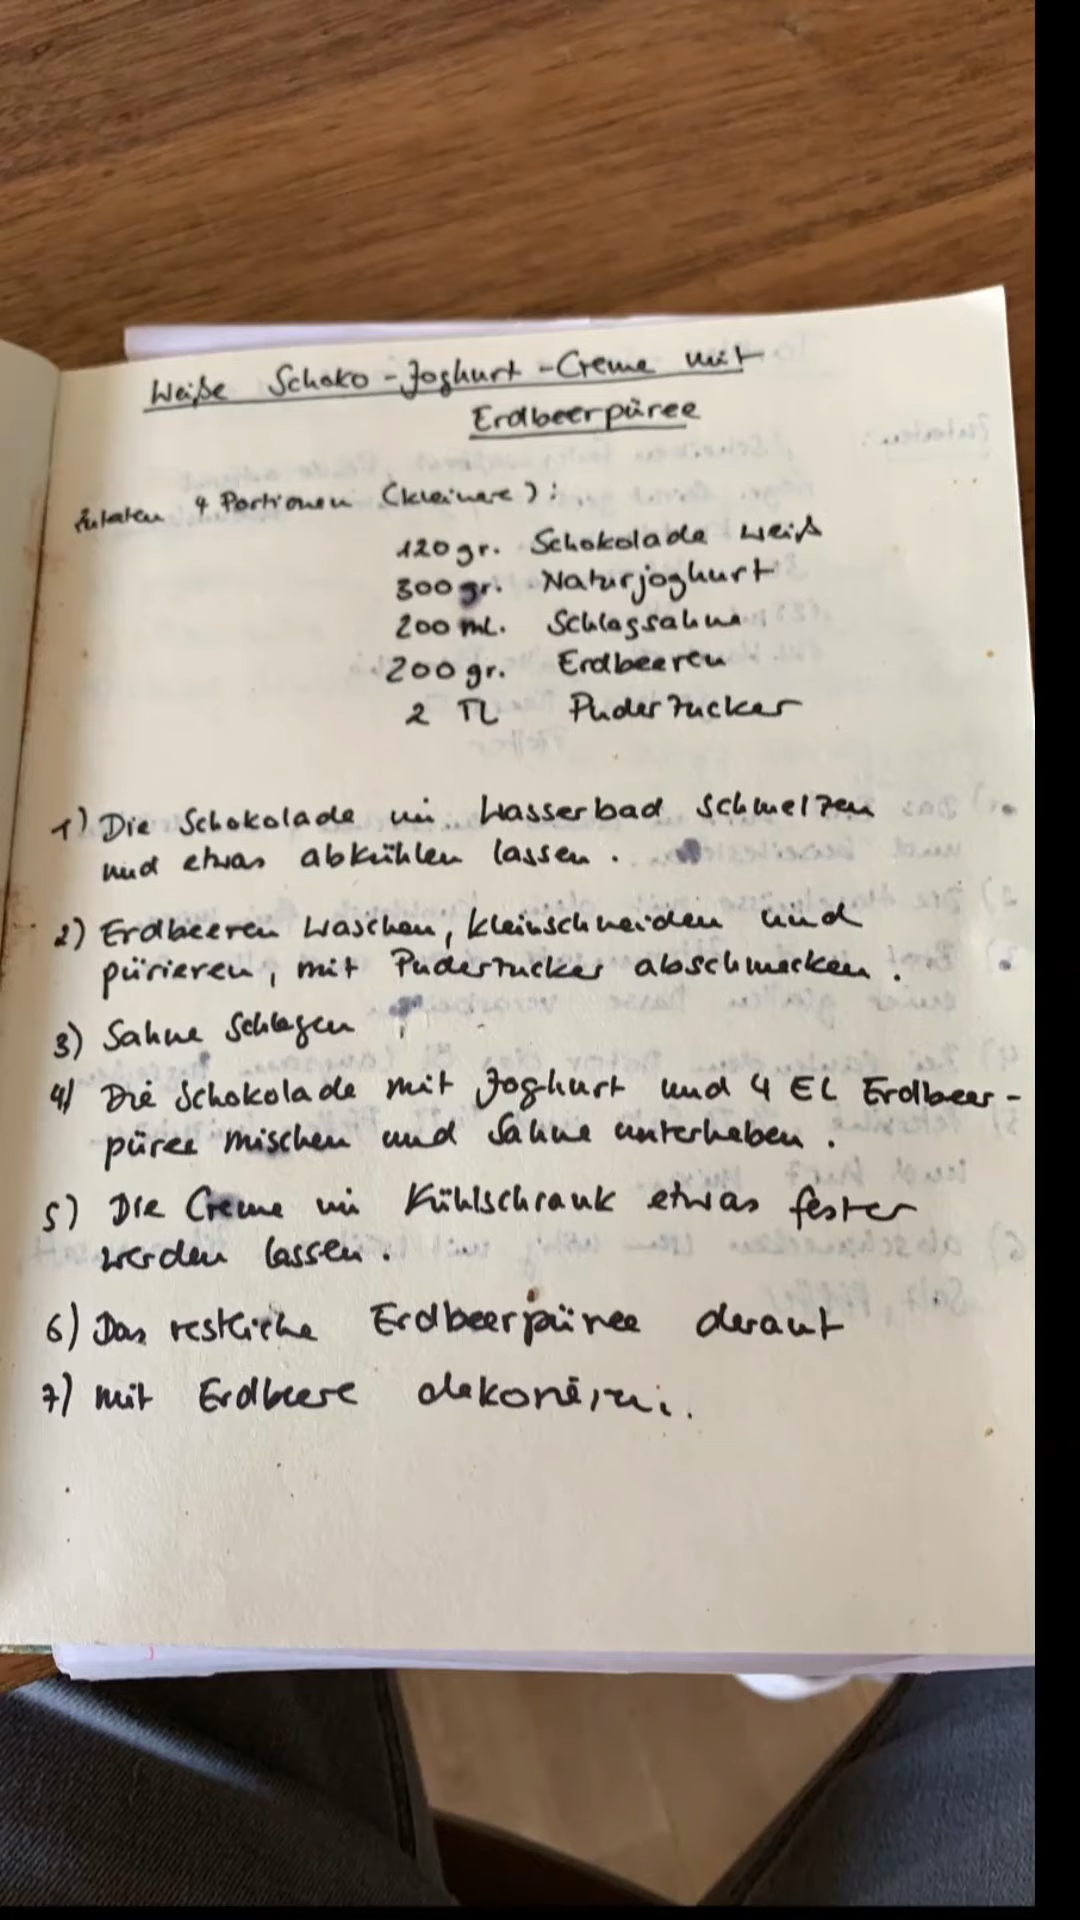 Weiße Schoko-Joghurt-Creme mit
Erdbeerpüree
Zutaten 4 Portionen (kleinere):
120 gr. Schokolade weiß
300 gr. Naturjoghurt
200 ml. Schlagsahne
200 gr. Erdbeeren
2 TL Puderzucker
1) Die Schokolade im Wasserbad schmelzen
und etwas abkühlen lassen.
2) Erdbeeren waschen, kleinschneiden und
pürieren, mit Puderzucker abschmecken.
3) Sahne schlagen
4) Die Schokolade mit Joghurt und 4 EL Erdbeer-
püree mischen und Sahne unterheben.
5) Die Creme im Kühlschrank etwas fester
werden lassen.
6) Das restliche Erdbeerpüree darauf
7) mit Erdbeere